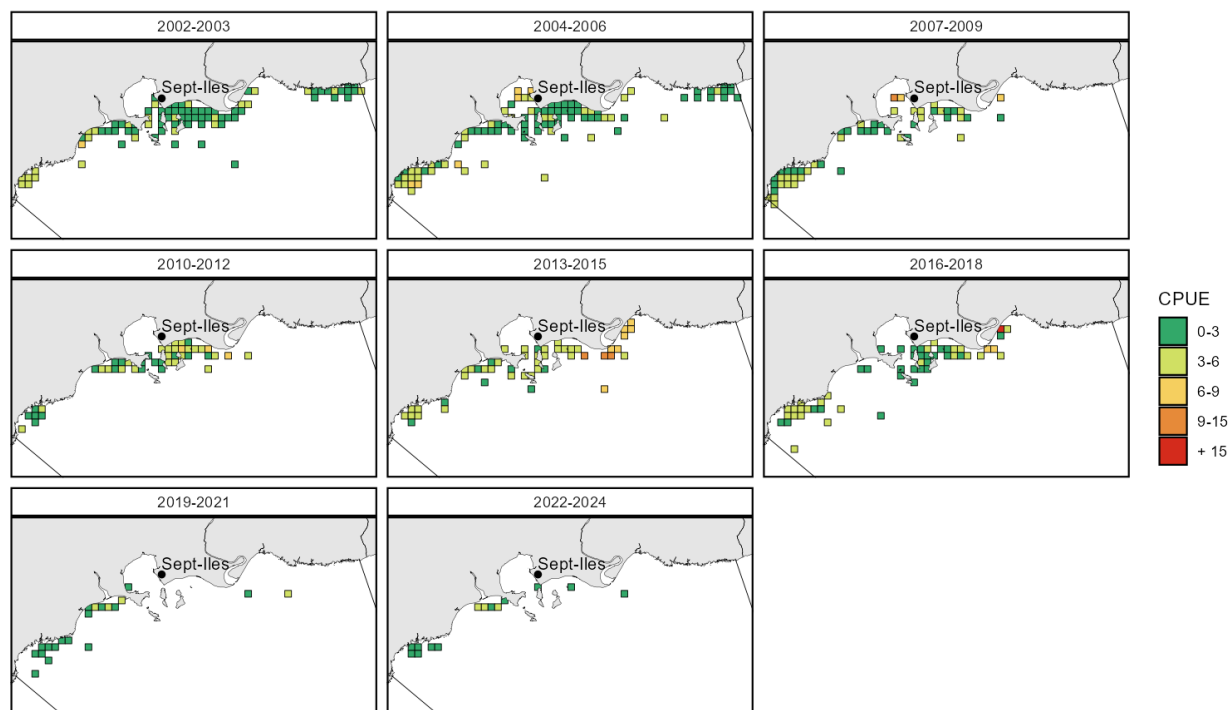 2002-2003
2004-2006
2007-2009
Sept-Iles
Sept-Iles
Sept-Iles
2010-2012
2013-2015
2016-2018
Sept-Iles
Sept-Iles
Sept-Iles
CPUE
0-3
3-6
6-9
9-15
+ 15
2019-2021
2022-2024
Sept-Iles
Sept-Iles